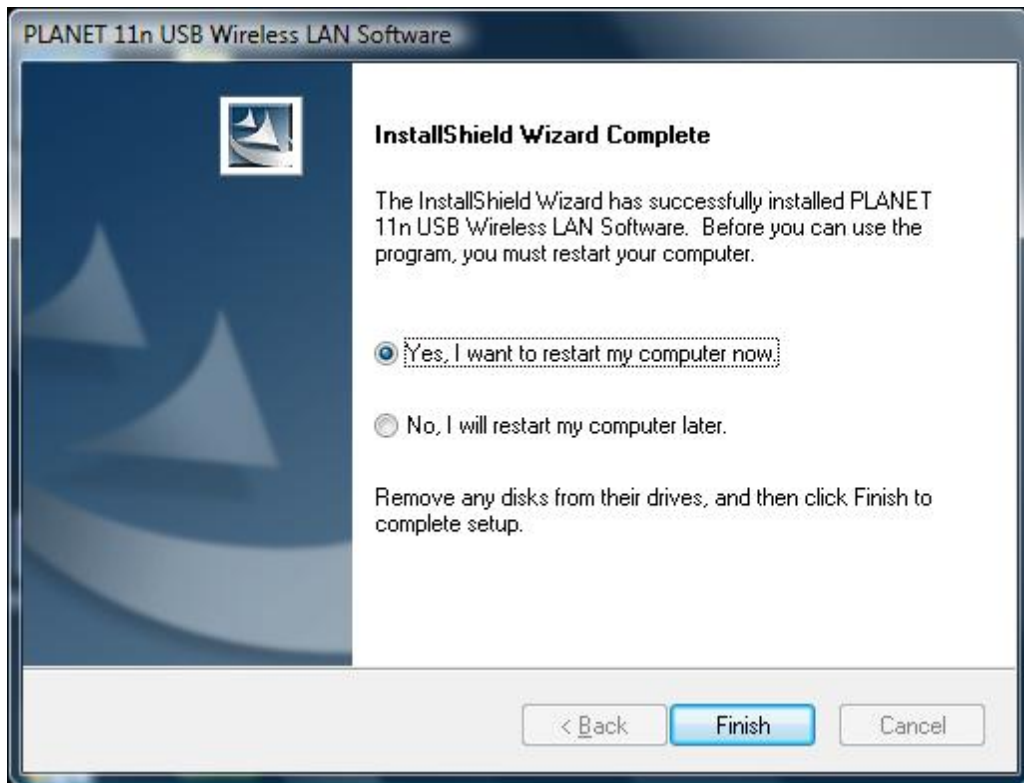 PLANET 11n USB Wireless LAN Software
InstallShield Wizard Complete
The InstallShield Wizard has successfully installed PLANET
11n USB Wireless LAN Software. Before you can use the
program, you must restart your computer.
Yes, I want to restart my computer now.
No, I will restart my computer later.
Remove any disks from their drives, and then click Finish to
complete setup.
< Back
Finish
Cancel